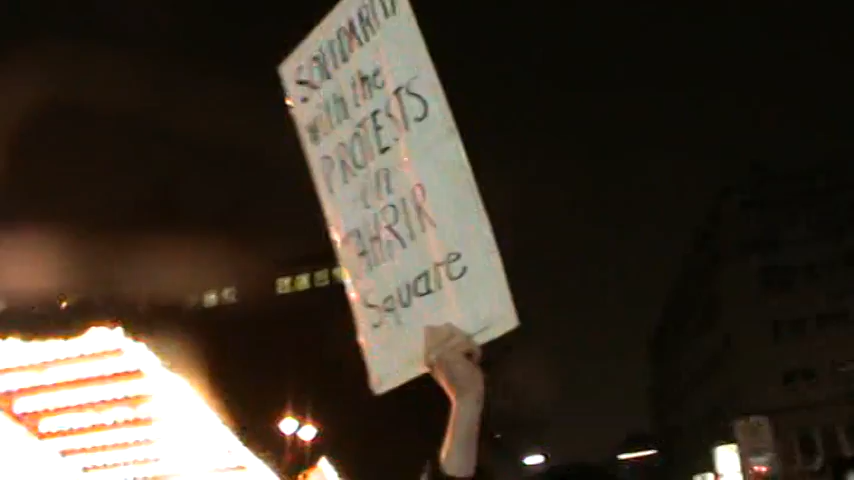 SOLIDARITY
with the
PROTESTS
in
TAHRIR
Square